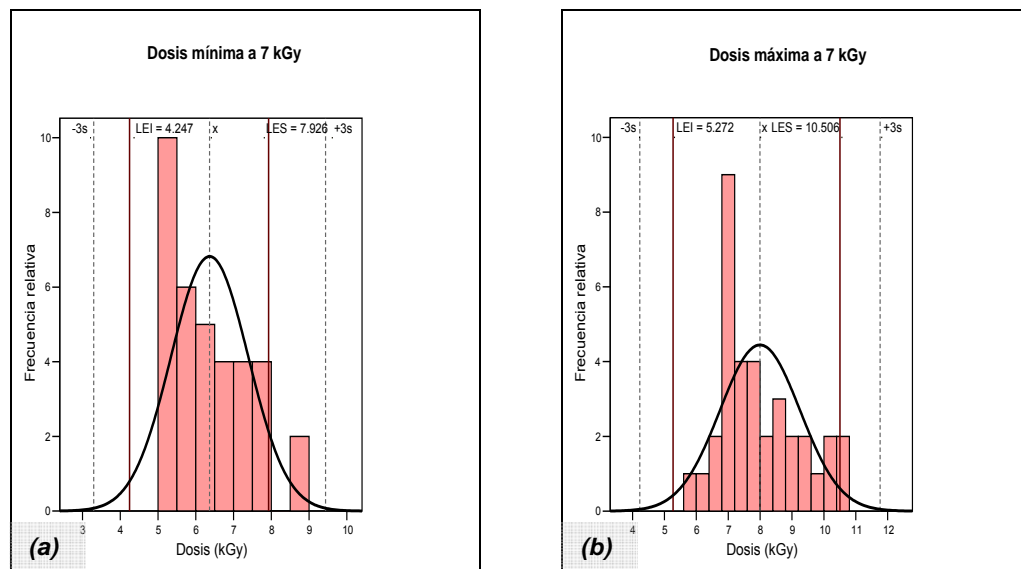 Dosis mínima a 7 kGy
-3s LEI = 4.247 x LES = 7.926 +3s
10
8
6
4
2
0
Frecuencia relativa
3 4 5 6 7 8 9 10
Dosis (kGy)
(a)
Dosis máxima a 7 kGy
-3s LEI = 5.272 x LES = 10.506 +3s
10
8
6
4
2
0
Frecuencia relativa
4 5 6 7 8 9 10 11 12
Dosis (kGy)
(b)